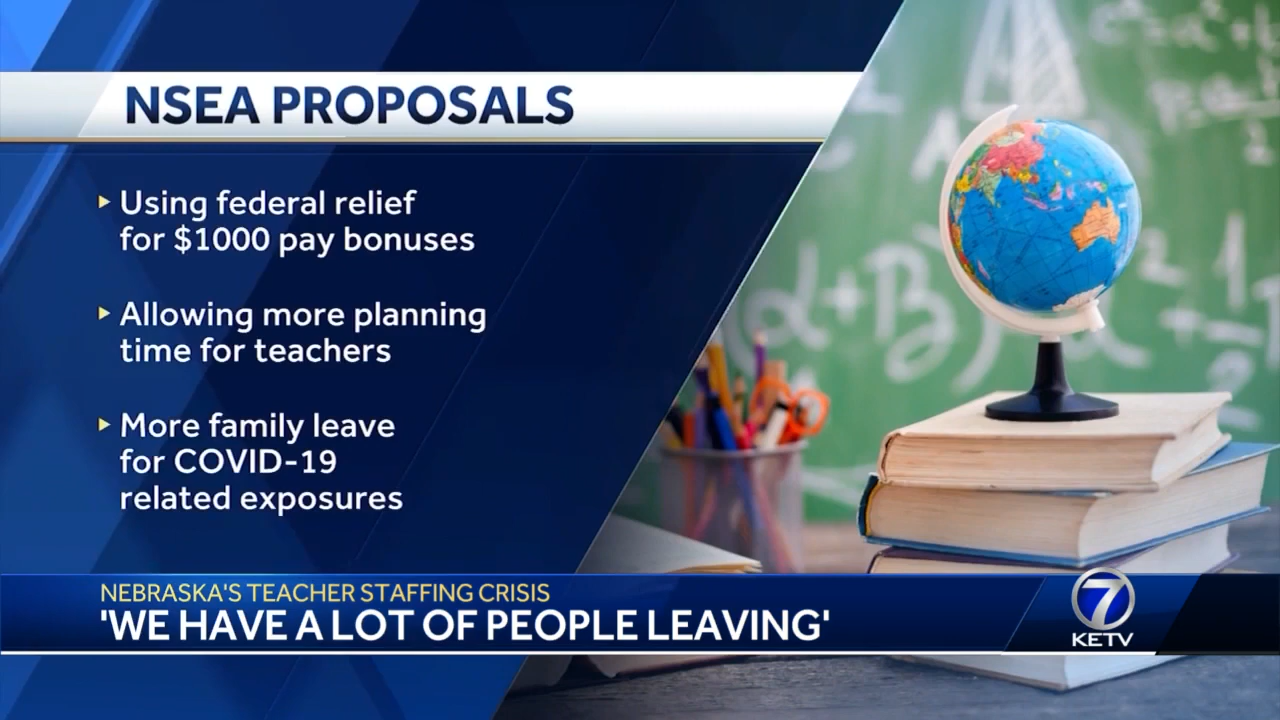 NSEA PROPOSALS
Using federal relief
for $1000 pay bonuses
Allowing more planning
time for teachers
More family leave
for COVID-19
related exposures
NEBRASKA'S TEACHER STAFFING CRISIS
'WE HAVE A LOT OF PEOPLE LEAVING'
7
KETV